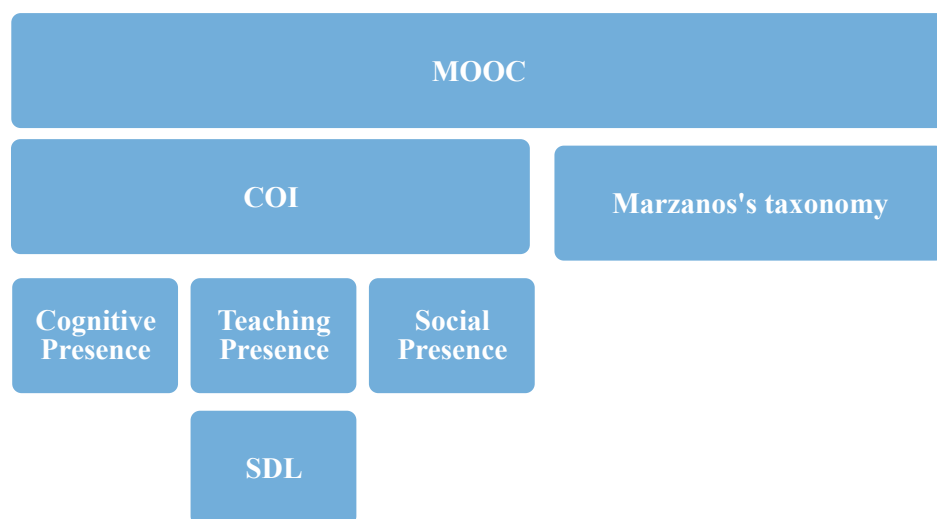 MOOC
COI
Marzanos's taxonomy
Cognitive
Presence
Teaching
Presence
Social
Presence
SDL